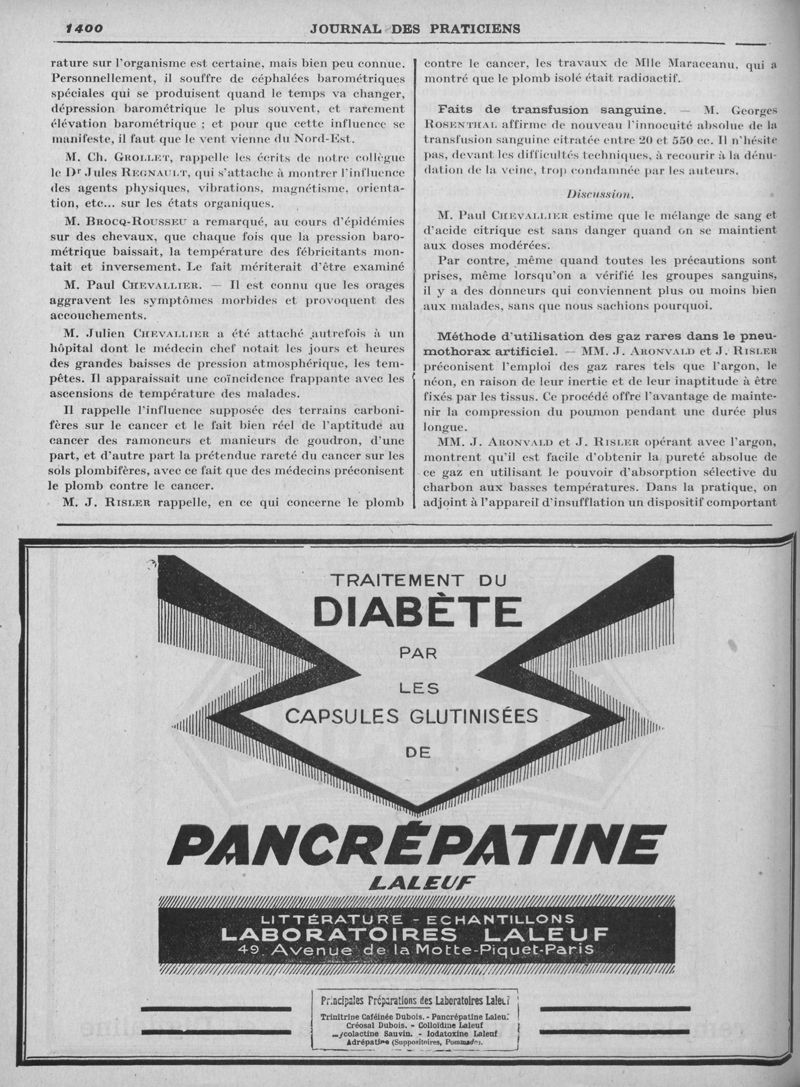 1400
JOURNAL DES PRATICIENS
rature sur l'organisme est certaine, mais bien peu connue.
Personnellement, il souffre de céphalées barométriques
spéciales qui se produisent quand le temps va changer,
dépression barométrique le plus souvent, et rarement
élévation barométrique ; et pour que cette influence se
manifeste, il faut que le vent vienne du Nord-Est.
M. Ch. GROLLET, rappelle les écrits de notre collègue
le Dr Jules REGNAULT, qui s'attache à montrer l'influence
des agents physiques, vibrations, magnétisme, orienta-
tion, etc... sur les états organiques.
M. BROCQ-ROUSSEU a remarqué, au cours d'épidémies
sur des chevaux, que chaque fois que la pression baro-
métrique baissait, la température des fébricitants mon-
tait et inversement. Le fait mériterait d'être examiné
M. Paul CHEVALLIER. — Il est connu que les orages
aggravent les symptômes morbides et provoquent des
accouchements.
M. Julien CHEVALLIER a été attaché autrefois à un
hôpital dont le médecin chef notait les jours et heures
des grandes baisses de pression atmosphérique, les tem-
pêtes. Il apparaissait une coïncidence frappante avec les
ascensions de température des malades.
Il rappelle l'influence supposée des terrains carboni-
fères sur le cancer et le fait bien réel de l'aptitude au
cancer des ramoneurs et manieurs de goudron, d'une
part, et d'autre part la prétendue rareté du cancer sur les
sols plombifères, avec ce fait que des médecins préconisent
le plomb contre le cancer.
M. J. RISLER rappelle, en ce qui concerne le plomb
contre le cancer, les travaux de Mlle Maraceanu, qui a
montré que le plomb isolé était radioactif.
Faits de transfusion sanguine. — M. Georges
ROSENTHAL affirme de nouveau l'innocuité absolue de la
transfusion sanguine citratée entre 20 et 550 cc. Il n'hésite
pas, devant les difficultés techniques, à recourir à la dénu-
dation de la veine, trop condamnée par les auteurs.
Discussion.
M. Paul CHEVALLIER estime que le mélange de sang et
d'acide citrique est sans danger quand on se maintient
aux doses modérées.
Par contre, même quand toutes les précautions sont
prises, même lorsqu'on a vérifié les groupes sanguins,
il y a des donneurs qui conviennent plus ou moins bien
aux malades, sans que nous sachions pourquoi.
Méthode d'utilisation des gaz rares dans le pneu-
mothorax artificiel. — MM. J. ARONVALD et J. RISLER
préconisent l'emploi des gaz rares tels que l'argon, le
néon, en raison de leur inertie et de leur inaptitude à être
fixés par les tissus. Ce procédé offre l'avantage de mainte-
nir la compression du poumon pendant une durée plus
longue.
MM. J. ARONVALD et J. RISLER opérant avec l'argon,
montrent qu'il est facile d'obtenir la pureté absolue de
ce gaz en utilisant le pouvoir d'absorption sélective du
charbon aux basses températures. Dans la pratique, on
adjoint à l'appareil d'insufflation un dispositif comportant
TRAITEMENT DU
DIABÈTE
PAR
LES
CAPSULES GLUTINISÉES
DE
PANCRÉPATINE
LALEUF
LITTÉRATURE - ECHANTILLONS
LABORATOIRES LALEUF
49. Avenue de la Motte-Piquet-Paris
Principales Préparations des Laboratoires Laleuf
Trinitrine Caféinée Dubois. - Pancrépatine Laleuf
Créosal Dubois. - Colloïdine Laleuf
Sauvin. - Iodatoxine Laleuf
Adrépatine (Suppositoires, Pommade).